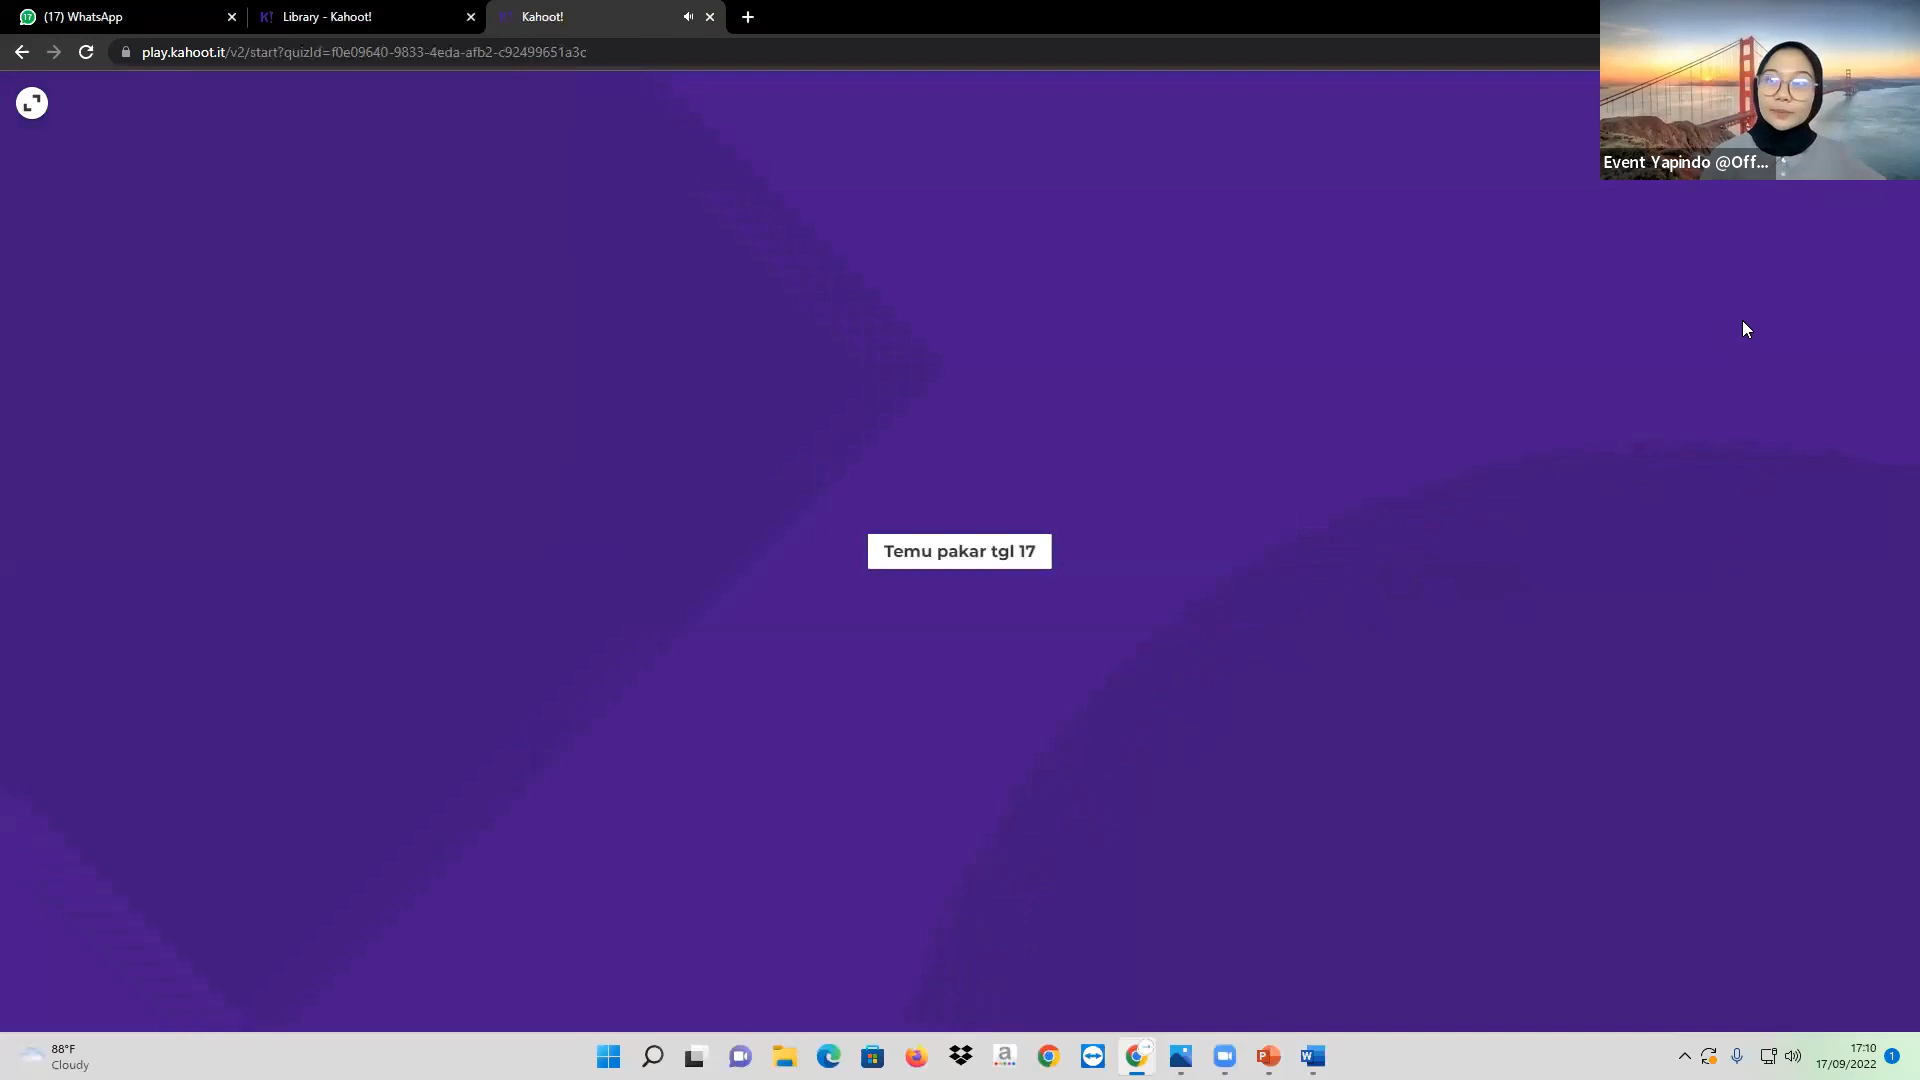 (17) WhatsApp
Library - Kahoot!
Kahoot!
play.kahoot.it/v2/start?quizId=f0e09640-9833-4eda-afb2-c92499651a3c
Event Yapindo @Off...
Temu pakar tgl 17
88°F
Cloudy
17:10
17/09/2022
1